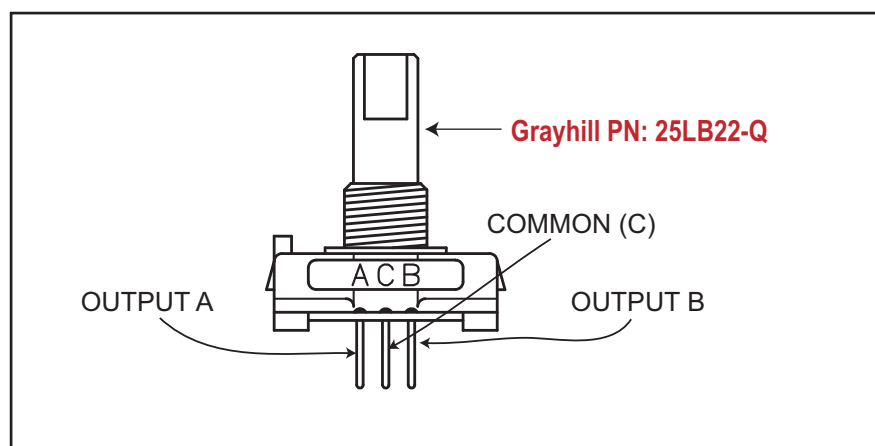 Grayhill PN: 25LB22-Q
COMMON (C)
A C B
OUTPUT A
OUTPUT B